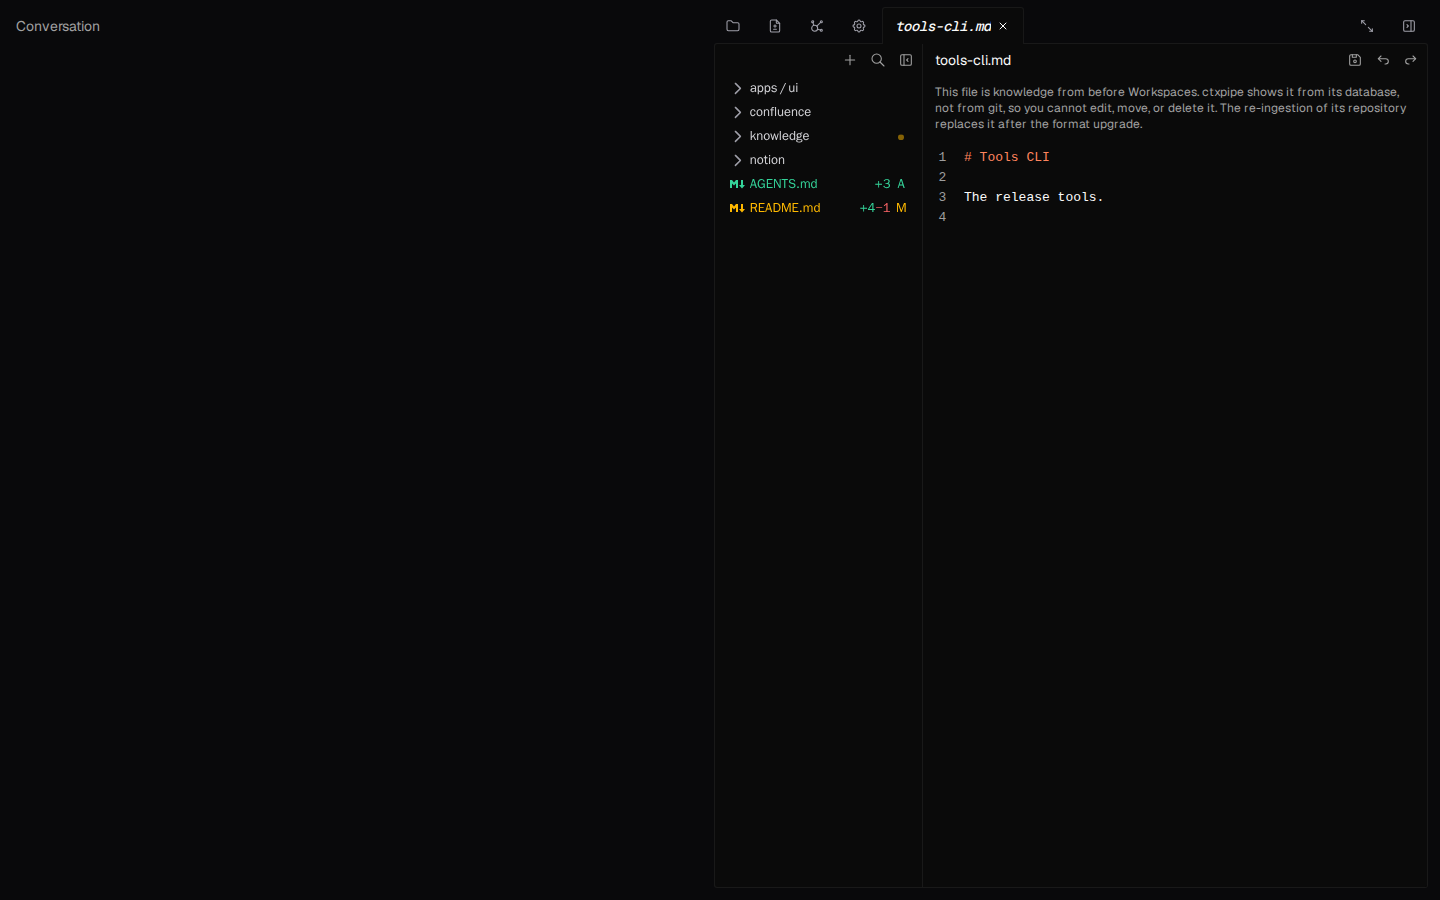 Conversation
tools-cli.md
apps / ui
confluence
knowledge
notion
AGENTS.md +3 A
README.md +4-1 M
tools-cli.md
This file is knowledge from before Workspaces. ctxpipe shows it from its database,
not from git, so you cannot edit, move, or delete it. The re-ingestion of its repository
replaces it after the format upgrade.
1 # Tools CLI
2
3 The release tools.
4